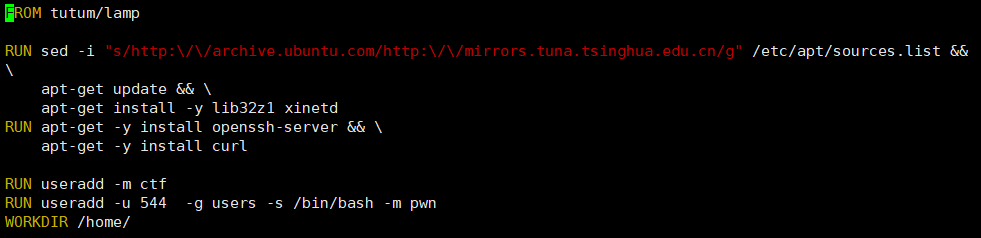 FROM tutum/lamp
RUN sed -i "s/http:\/\/archive.ubuntu.com/http:\/\/mirrors.tuna.tsinghua.edu.cn/g" /etc/apt/sources.list &&
\
    apt-get update && \
    apt-get install -y lib32z1 xinetd
RUN apt-get -y install openssh-server && \
    apt-get -y install curl
RUN useradd -m ctf
RUN useradd -u 544  -g users -s /bin/bash -m pwn
WORKDIR /home/